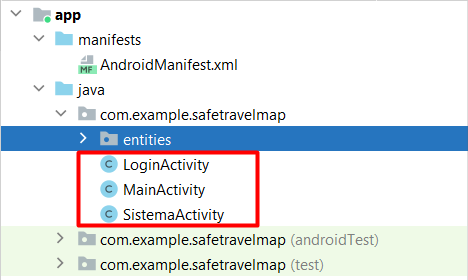 app
manifests
MF AndroidManifest.xml
java
com.example.safetravelmap
entities
C LoginActivity
C MainActivity
C SistemaActivity
com.example.safetravelmap (androidTest)
com.example.safetravelmap (test)